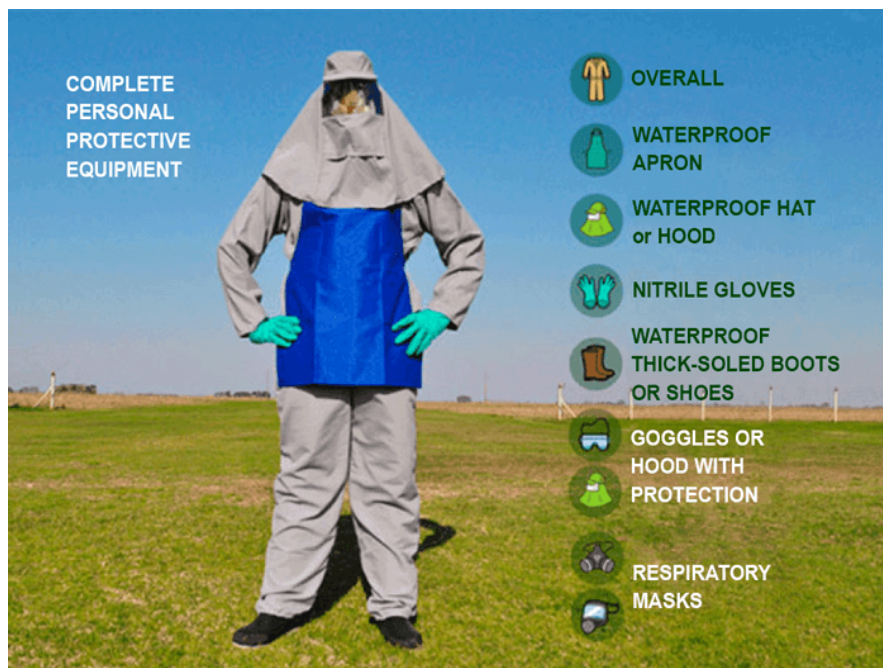 COMPLETE
PERSONAL
PROTECTIVE
EQUIPMENT
OVERALL
WATERPROOF
APRON
WATERPROOF HAT
or HOOD
NITRILE GLOVES
WATERPROOF
THICK-SOLED BOOTS
OR SHOES
GOGGLES OR
HOOD WITH
PROTECTION
RESPIRATORY
MASKS